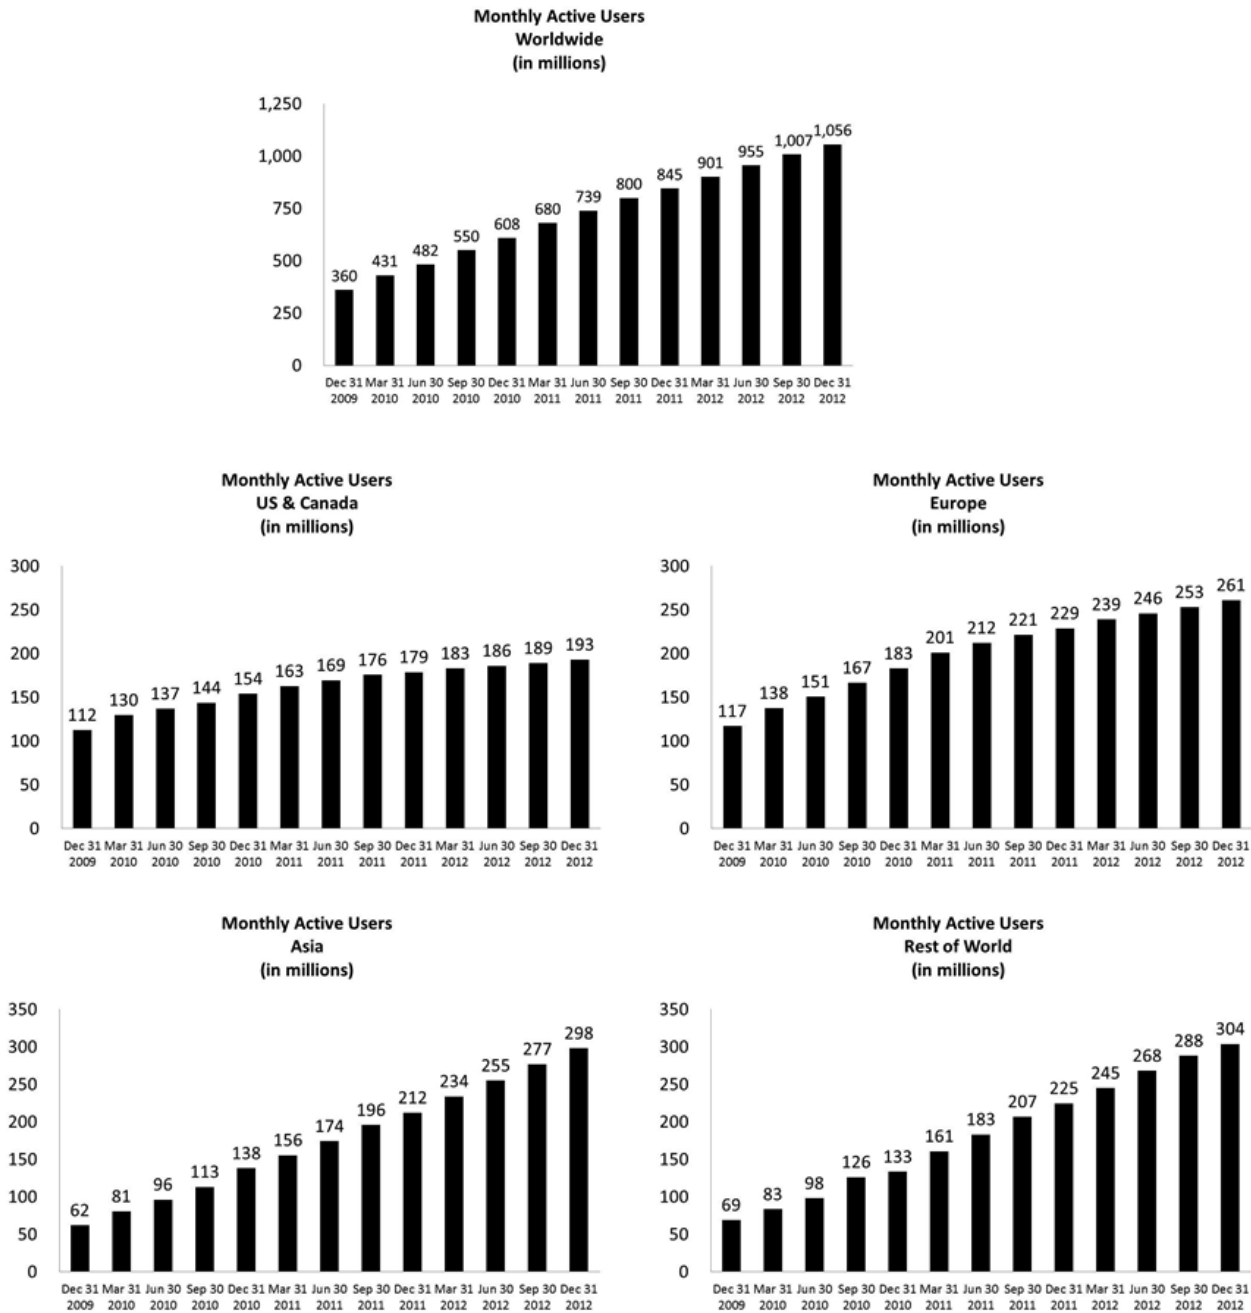 Monthly Active Users
Worldwide
(in millions)
1,250
1,000
750
500
250
0
360 431 482 550 608 680 739 800 845 901 955 1,007 1,056
Dec 31 Mar 31 Jun 30 Sep 30 Dec 31 Mar 31 Jun 30 Sep 30 Dec 31 Mar 31 Jun 30 Sep 30 Dec 31
2009 2010 2010 2010 2010 2011 2011 2011 2011 2012 2012 2012 2012
Monthly Active Users
US & Canada
(in millions)
300
250
200
150
100
50
0
112 130 137 144 154 163 169 176 179 183 186 189 193
Dec 31 Mar 31 Jun 30 Sep 30 Dec 31 Mar 31 Jun 30 Sep 30 Dec 31 Mar 31 Jun 30 Sep 30 Dec 31
2009 2010 2010 2010 2010 2011 2011 2011 2011 2012 2012 2012 2012
Monthly Active Users
Europe
(in millions)
300
250
200
150
100
50
0
117 138 151 167 183 201 212 221 229 239 246 253 261
Dec 31 Mar 31 Jun 30 Sep 30 Dec 31 Mar 31 Jun 30 Sep 30 Dec 31 Mar 31 Jun 30 Sep 30 Dec 31
2009 2010 2010 2010 2010 2011 2011 2011 2011 2012 2012 2012 2012
Monthly Active Users
Asia
(in millions)
350
300
250
200
150
100
50
0
62 81 96 113 138 156 174 196 212 234 255 277 298
Dec 31 Mar 31 Jun 30 Sep 30 Dec 31 Mar 31 Jun 30 Sep 30 Dec 31 Mar 31 Jun 30 Sep 30 Dec 31
2009 2010 2010 2010 2010 2011 2011 2011 2011 2012 2012 2012 2012
Monthly Active Users
Rest of World
(in millions)
350
300
250
200
150
100
50
0
69 83 98 126 133 161 183 207 225 245 268 288 304
Dec 31 Mar 31 Jun 30 Sep 30 Dec 31 Mar 31 Jun 30 Sep 30 Dec 31 Mar 31 Jun 30 Sep 30 Dec 31
2009 2010 2010 2010 2010 2011 2011 2011 2011 2012 2012 2012 2012